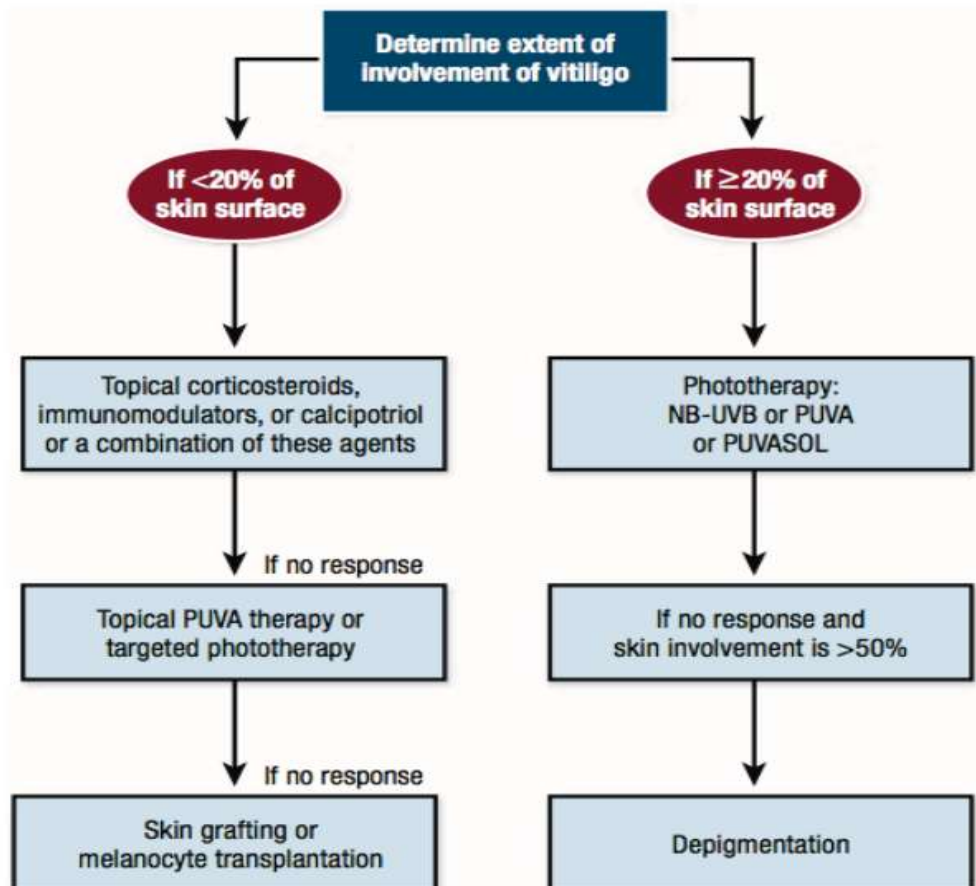 Determine extent of
involvement of vitiligo
If <20% of
skin surface
If ≥20% of
skin surface
Topical corticosteroids,
immunomodulators, or calcipotriol
or a combination of these agents
Phototherapy:
NB-UVB or PUVA
or PUVASOL
If no response
Topical PUVA therapy or
targeted phototherapy
If no response and
skin involvement is >50%
If no response
Skin grafting or
melanocyte transplantation
Depigmentation